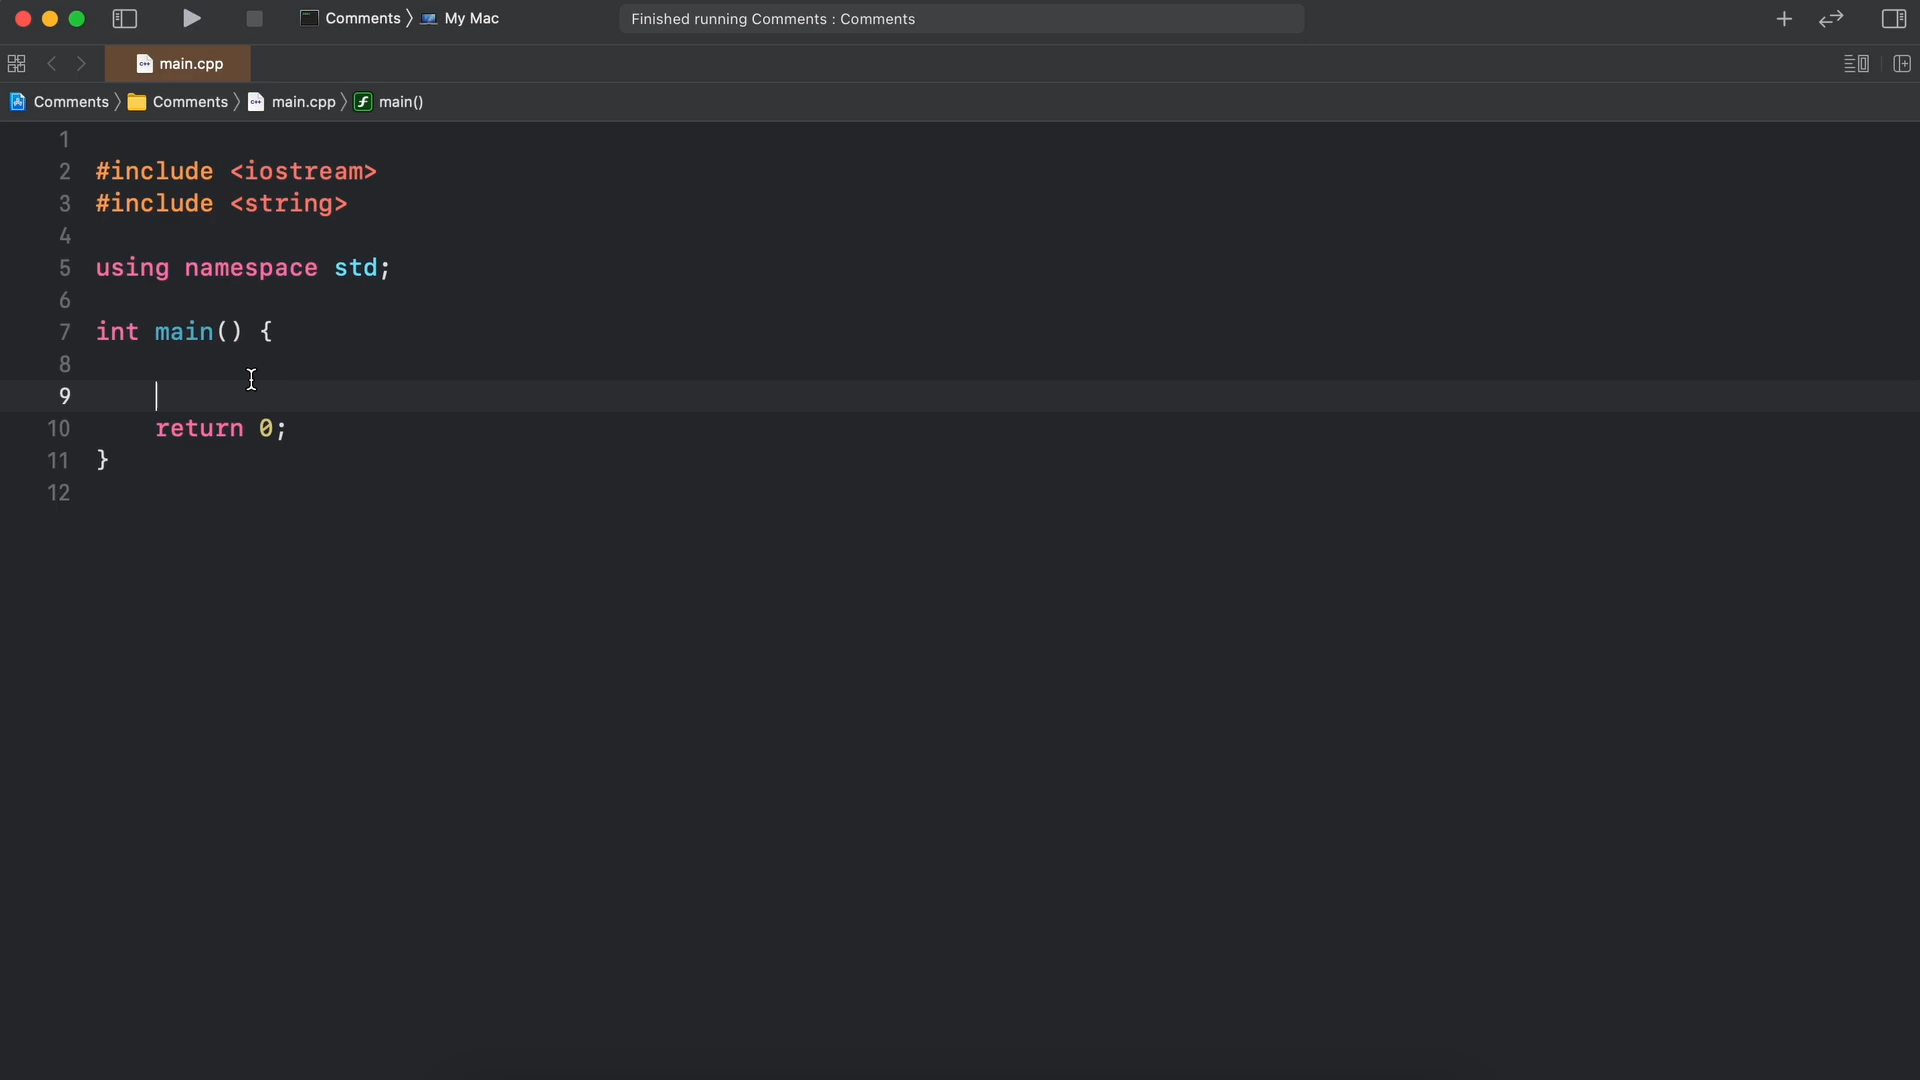 Comments 〉 My Mac
Finished running Comments : Comments
main.cpp
Comments 〉 Comments 〉 main.cpp 〉 main()
1
2 #include <iostream>
3 #include <string>
4
5 using namespace std;
6
7 int main() {
8
9
10 return 0;
11 }
12